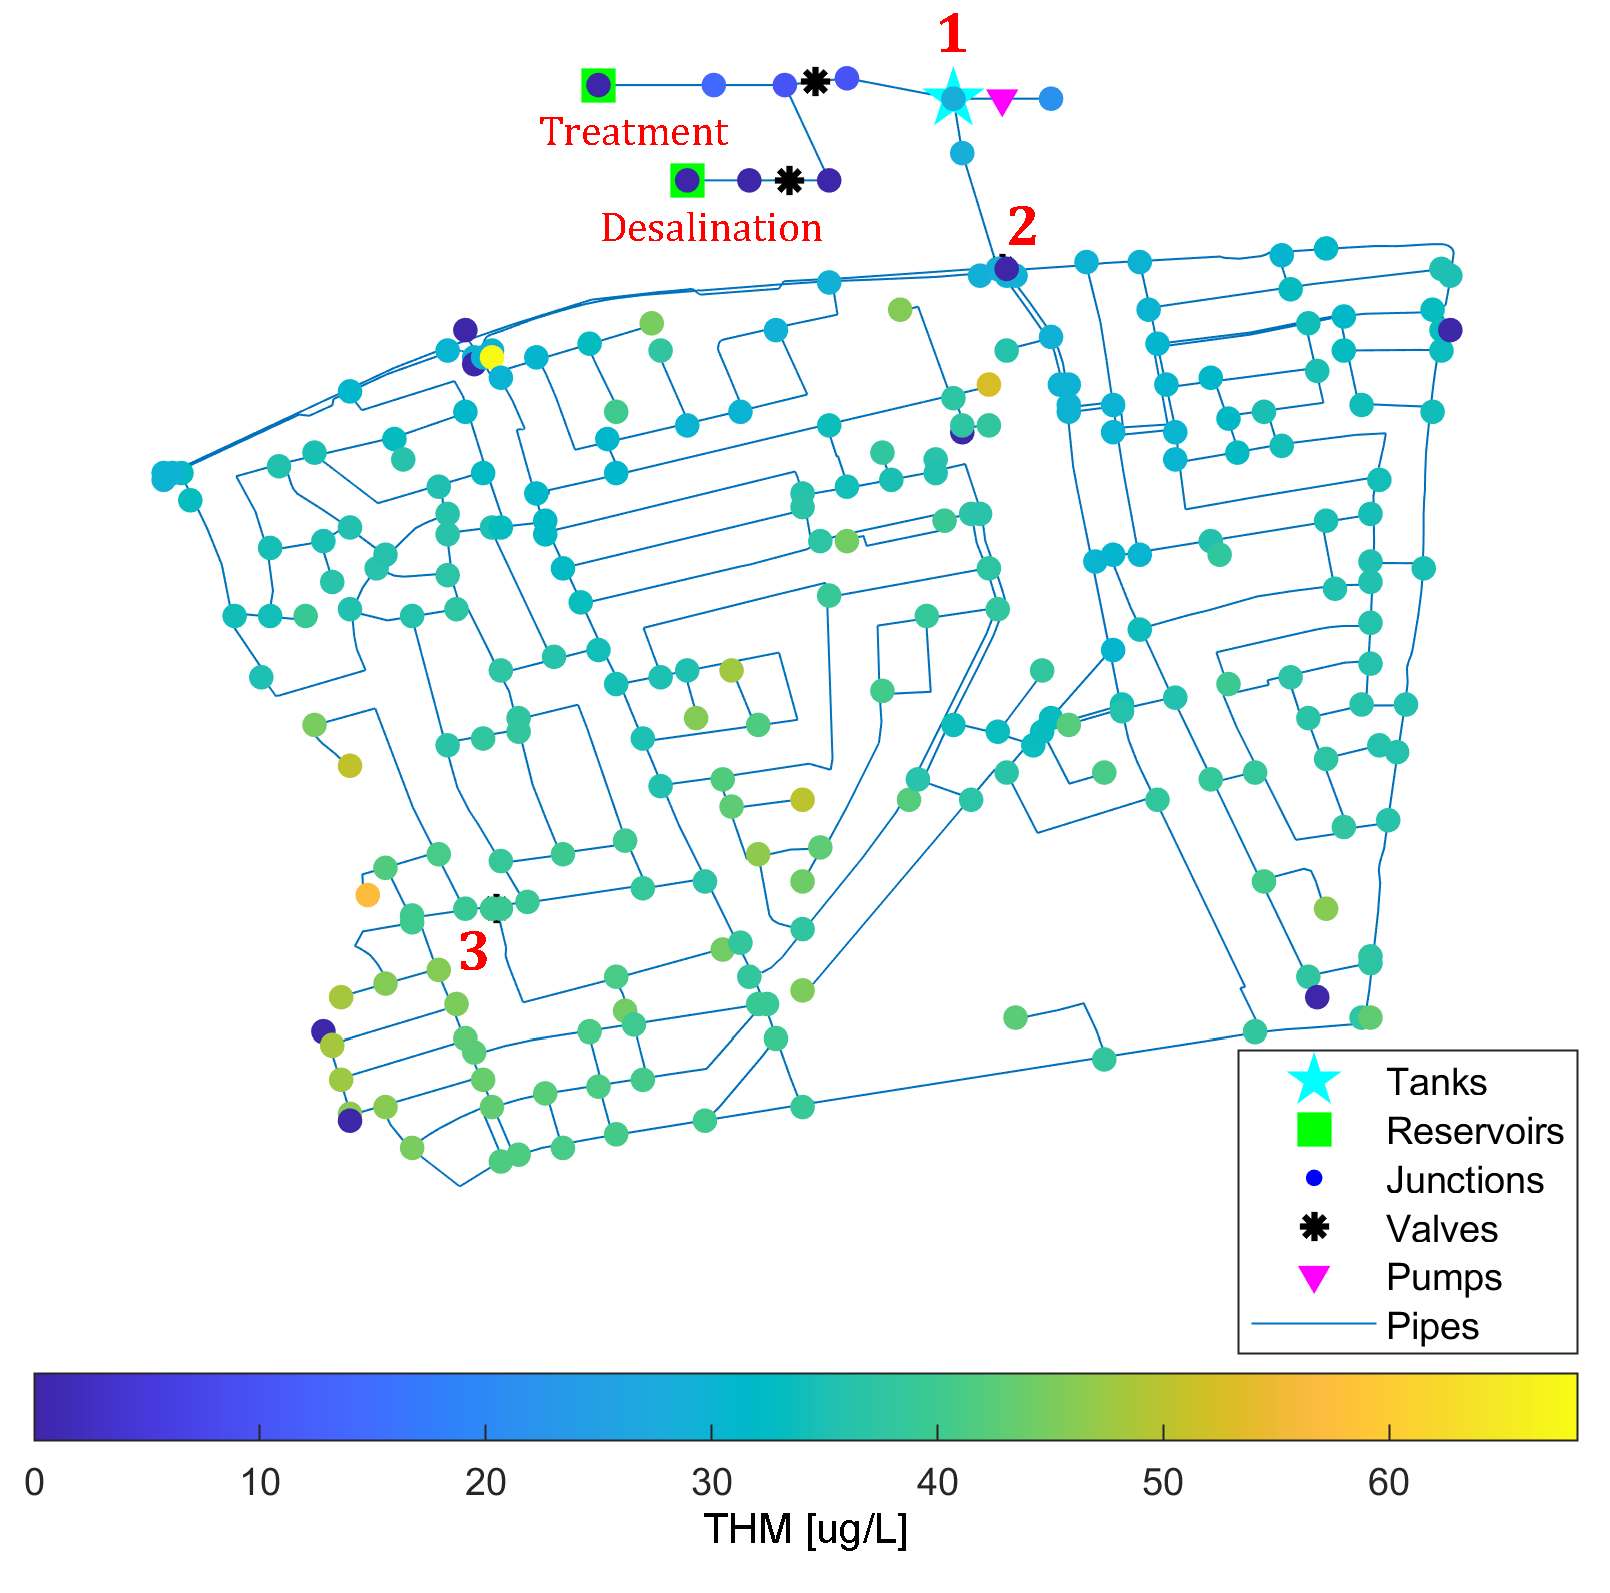 1
Treatment
Desalination
2
3
Tanks
Reservoirs
Junctions
Valves
Pumps
Pipes
0 10 20 30 40 50 60
THM [ug/L]